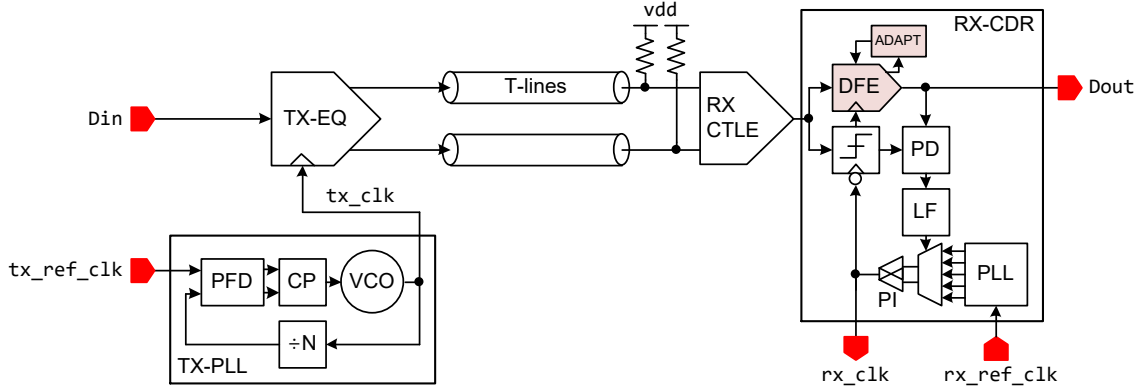 vdd
RX-CDR
ADAPT
T-lines
DFE
Din
TX-EQ
RX
CTLE
Dout
PD
tx_clk
LF
tx_ref_clk
PFD
CP
VCO
PLL
PI
÷N
TX-PLL
rx_clk
rx_ref_clk